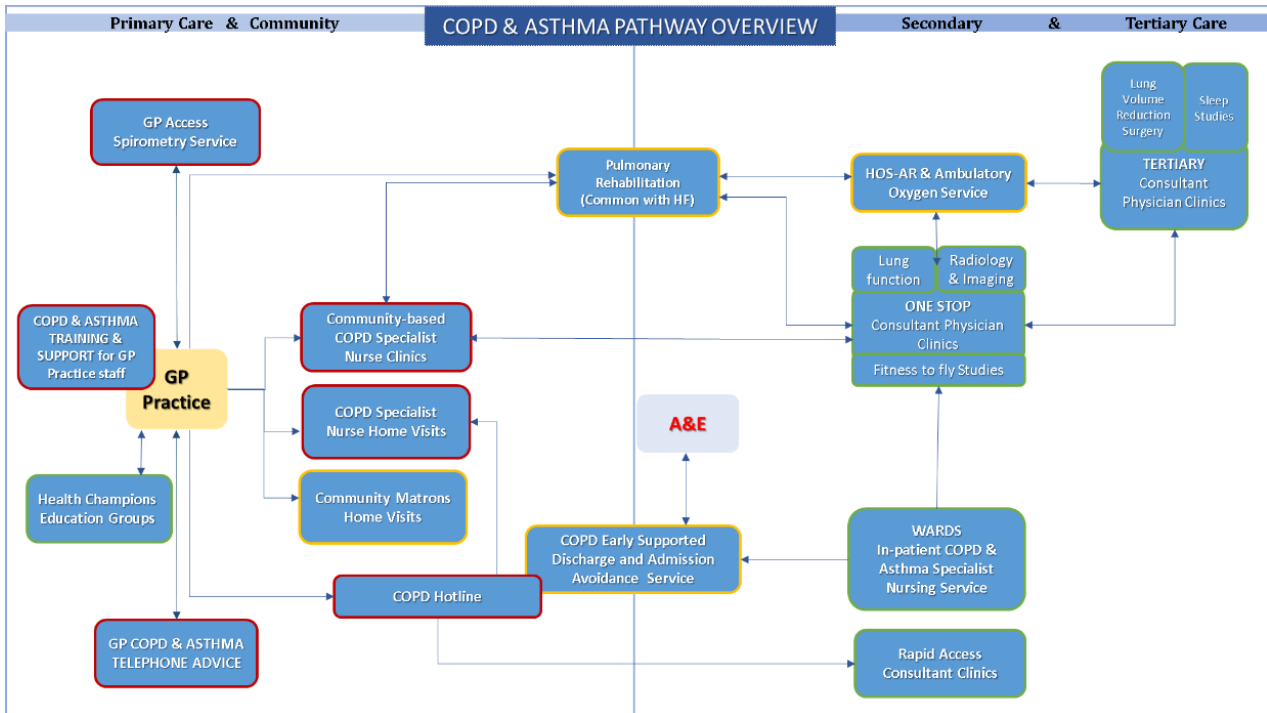 Primary Care & Community
COPD & ASTHMA PATHWAY OVERVIEW
Secondary & Tertiary Care
GP Access
Spirometry Service
Pulmonary
Rehabilitation
(Common with HF)
HOS-AR & Ambulatory
Oxygen Service
Lung
Volume
Reduction
Surgery
Sleep
Studies
TERTIARY
Consultant
Physician Clinics
Lung
function
Radiology
& Imaging
ONE STOP
Consultant Physician
Clinics
Fitness to fly Studies
COPD & ASTHMA
TRAINING &
SUPPORT for GP
Practice staff
GP
Practice
Community-based
COPD Specialist
Nurse Clinics
COPD Specialist
Nurse Home Visits
A&E
Health Champions
Education Groups
Community Matrons
Home Visits
COPD Early Supported
Discharge and Admission
Avoidance Service
WARDS
In-patient COPD &
Asthma Specialist
Nursing Service
COPD Hotline
GP COPD & ASTHMA
TELEPHONE ADVICE
Rapid Access
Consultant Clinics